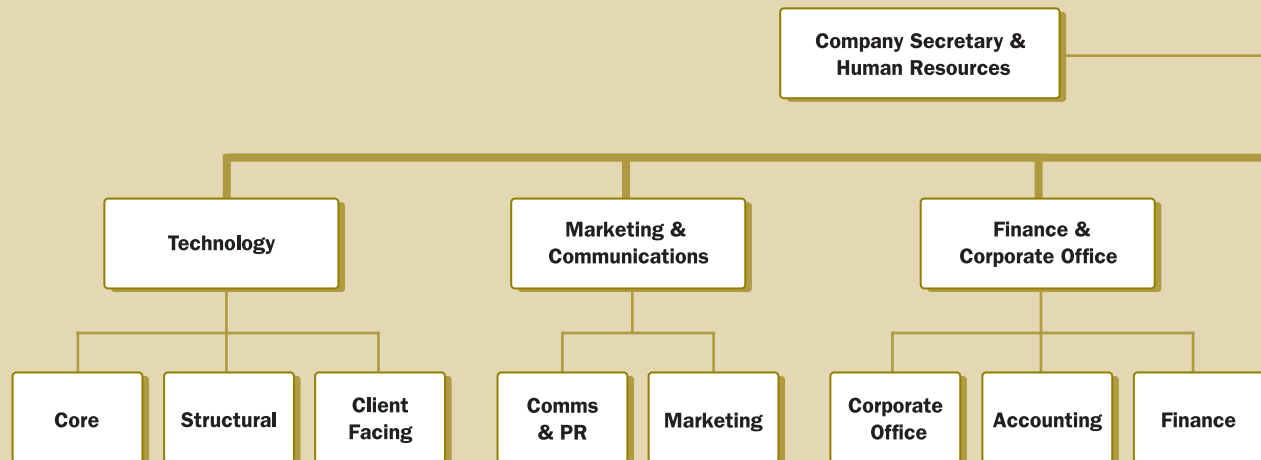 Company Secretary &
Human Resources
Technology
Marketing &
Communications
Finance &
Corporate Office
Core
Structural
Client
Facing
Comms
& PR
Marketing
Corporate
Office
Accounting
Finance